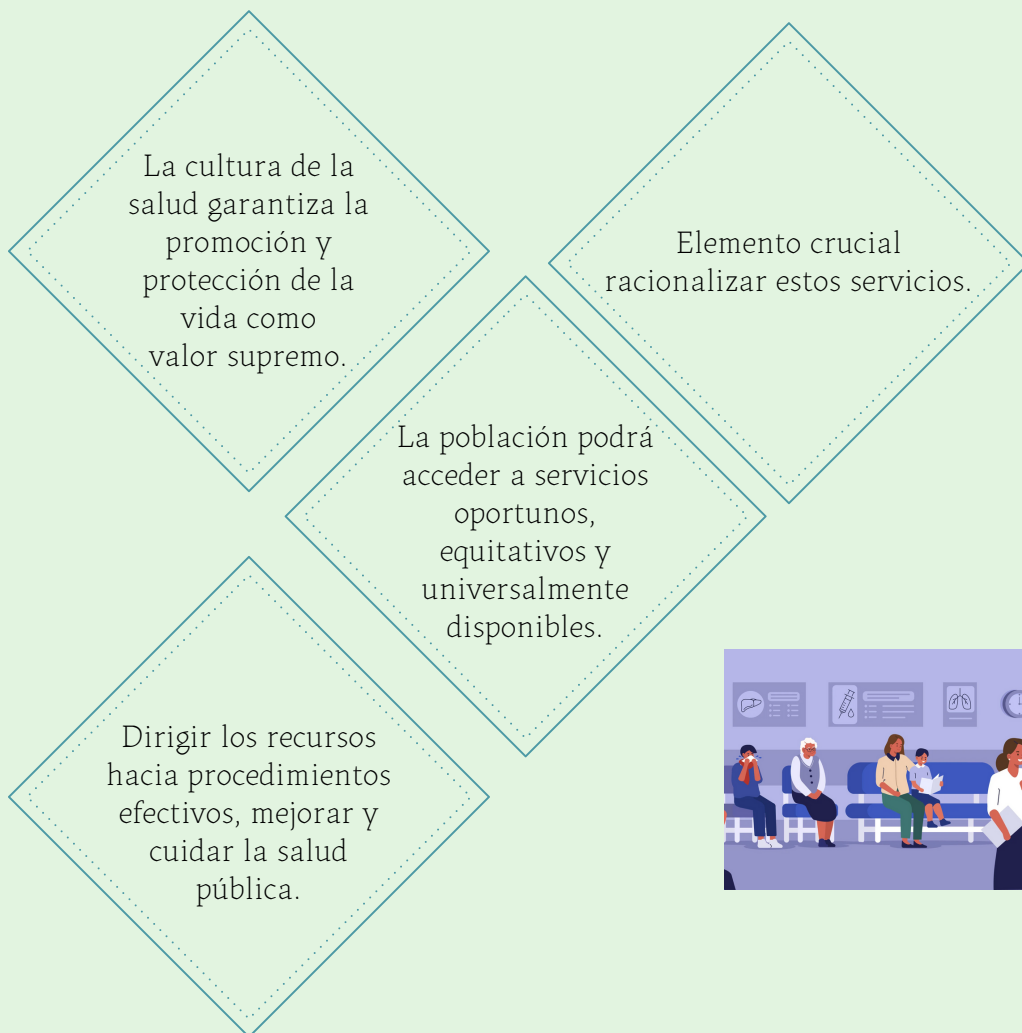 La cultura de la
salud garantiza la
promoción y
protección de la
vida como
valor supremo.
Elemento crucial
racionalizar estos servicios.
La población podrá
acceder a servicios
oportunos,
equitativos y
universalmente
disponibles.
Dirigir los recursos
hacia procedimientos
efectivos, mejorar y
cuidar la salud
pública.